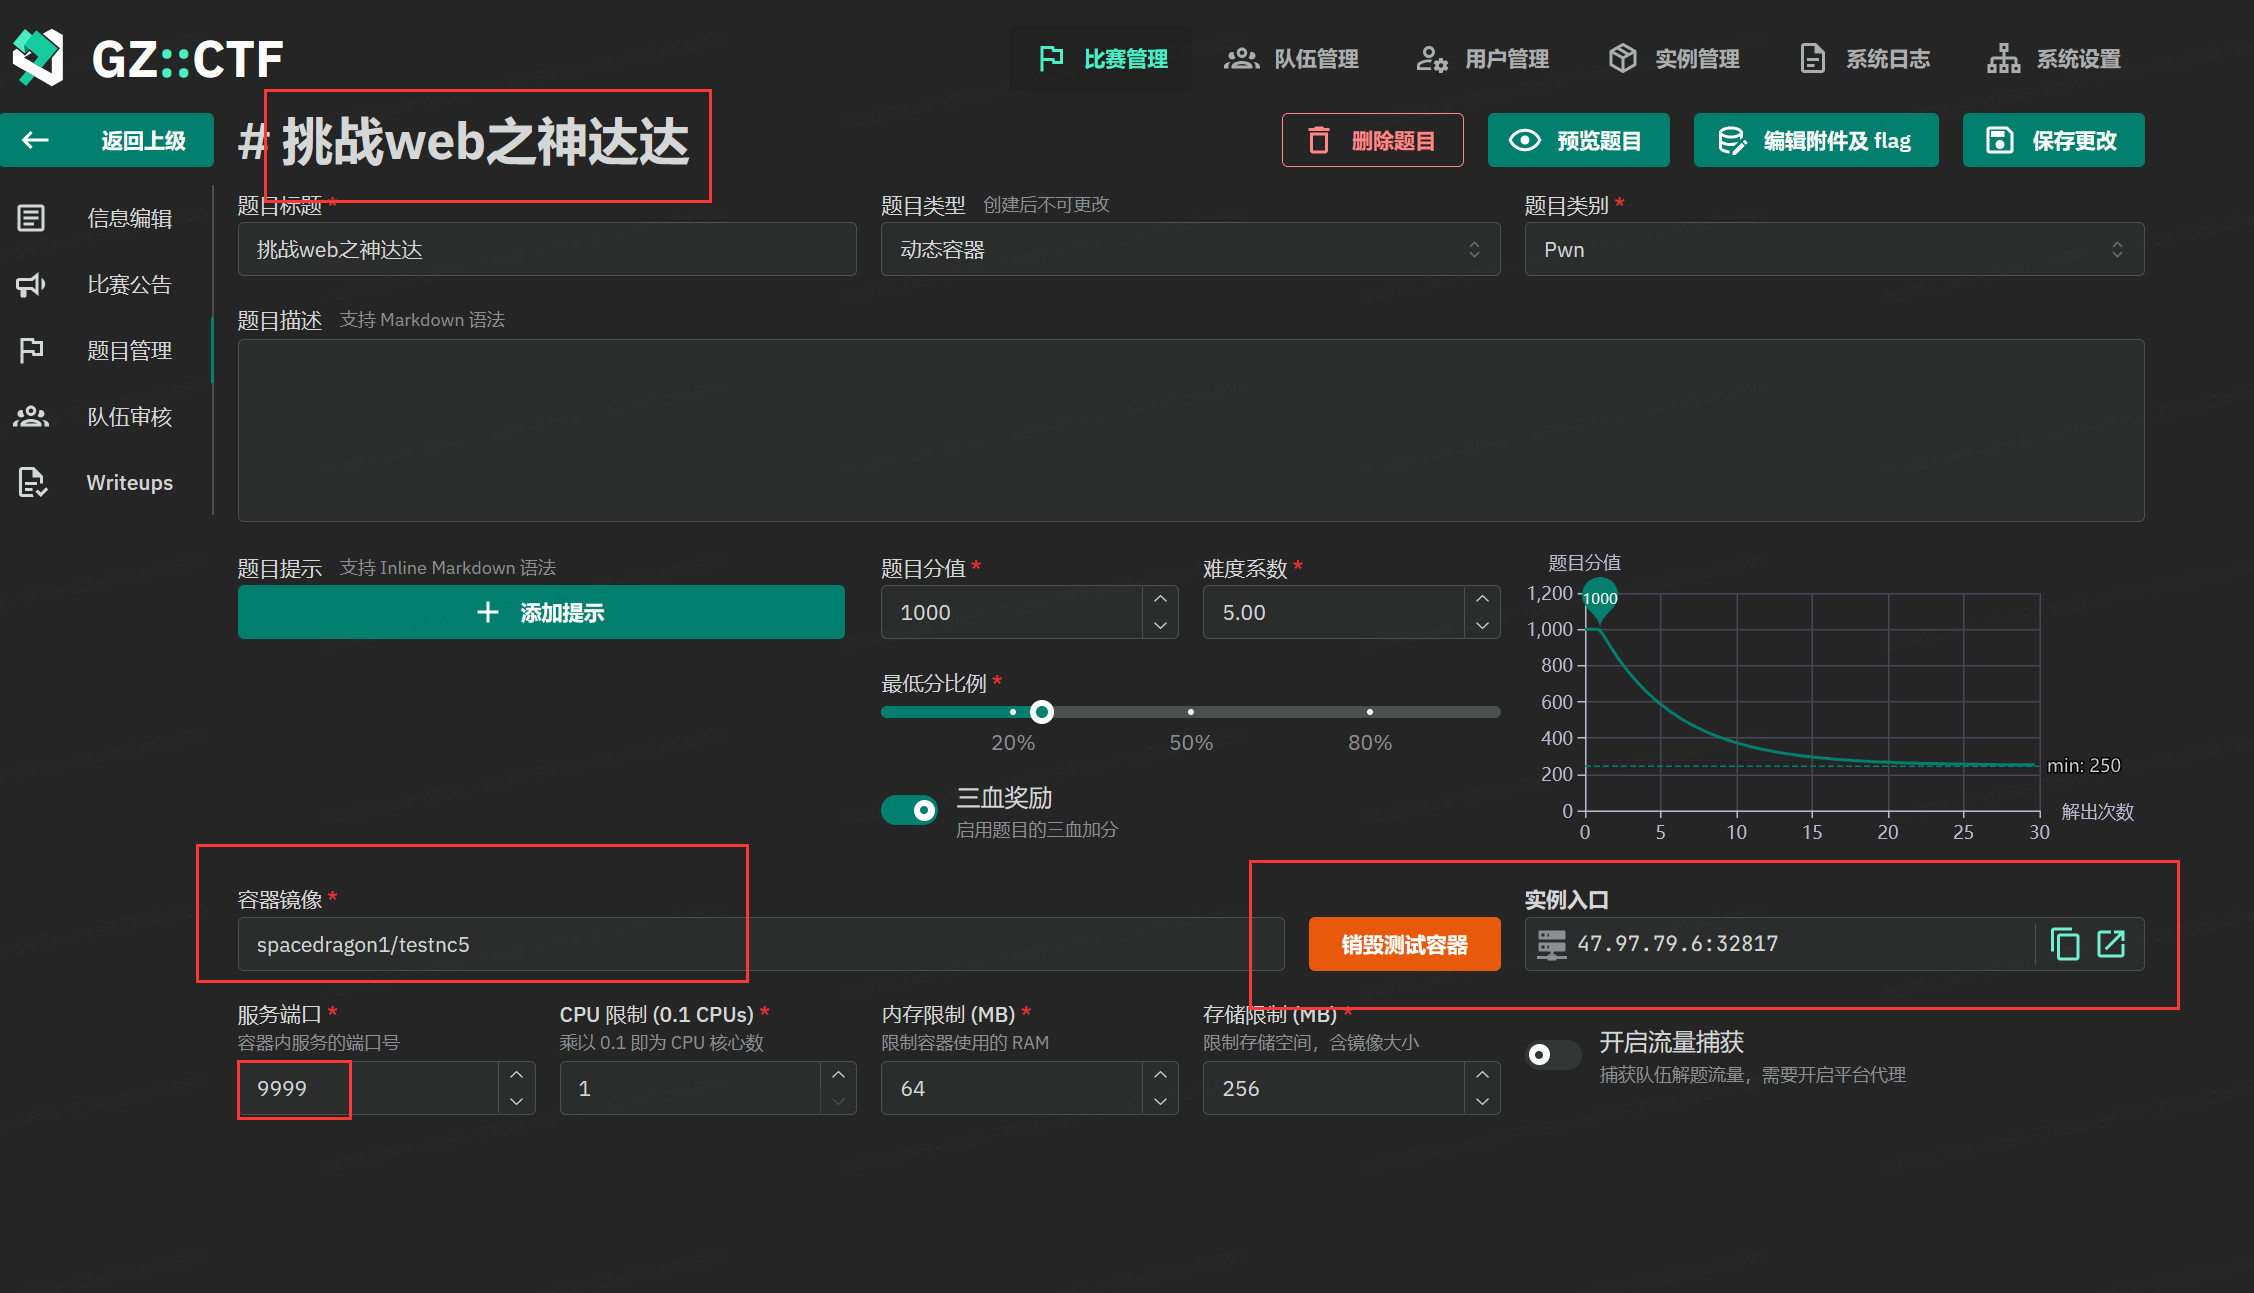 GZ::CTF
比赛管理
队伍管理
用户管理
实例管理
系统日志
系统设置
返回上级
# 挑战web之神达达
删除题目
预览题目
编辑附件及 flag
保存更改
信息编辑
比赛公告
题目管理
队伍审核
Writeups
题目标题 *
挑战web之神达达
题目类型 创建后不可更改
动态容器
题目类别 *
Pwn
题目描述 支持 Markdown 语法
题目提示 支持 Inline Markdown 语法
添加提示
题目分值 *
1000
难度系数 *
5.00
最低分比例 *
20%
50%
80%
三血奖励
启用题目的三血加分
题目分值
1000
1,200
1,000
800
600
400
200
0
min: 250
0
5
10
15
20
25
30
解出次数
容器镜像 *
spacedragon1/testnc5
销毁测试容器
实例入口
47.97.79.6:32817
服务端口 *
容器内服务的端口号
9999
CPU 限制 (0.1 CPUs) *
乘以 0.1 即为 CPU 核心数
1
内存限制 (MB) *
限制容器使用的 RAM
64
存储限制 (MB) *
限制存储空间，含镜像大小
256
开启流量捕获
捕获队伍解题流量，需要开启平台代理